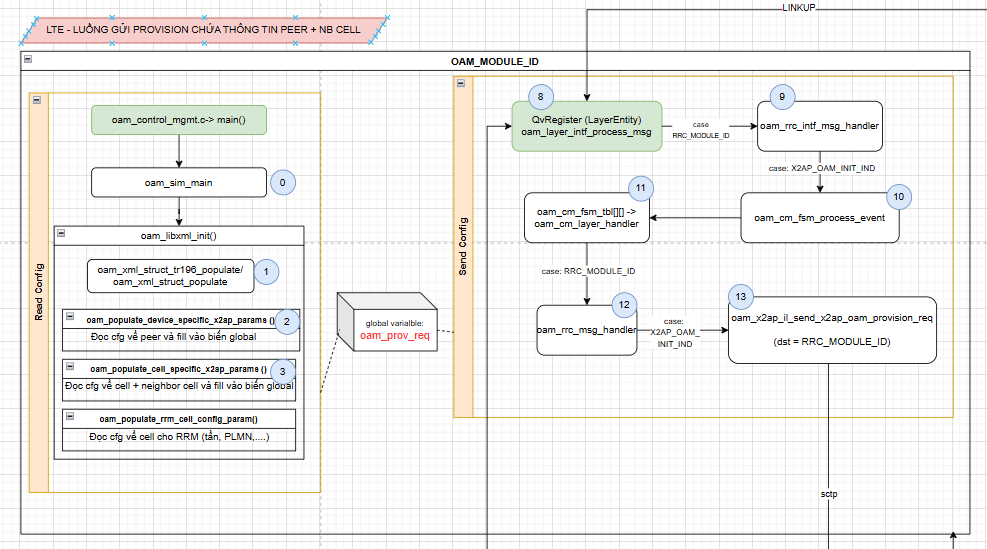 LTE - LUỒNG GỬI PROVISION CHỨA THÔNG TIN PEER + NB CELL
LINKUP
OAM_MODULE_ID
Read Config
oam_control_mgmt.c-> main()
oam_sim_main
0
oam_libxml_init()
oam_xml_struct_tr196_populate/
oam_xml_struct_populate
1
oam_populate_device_specific_x2ap_params ()
2
Đọc cfg về peer và fill vào biến global
oam_populate_cell_specific_x2ap_params ()
3
Đọc cfg về cell + neighbor cell và fill vào biến global
oam_populate_rrm_cell_config_param()
Đọc cfg về cell cho RRM (tần, PLMN,....)
global varialble:
oam_prov_req
Send Config
8
QvRegister (LayerEntity)
oam_layer_intf_process_msg
case
RRC_MODULE_ID
9
oam_rrc_intf_msg_handler
case: X2AP_OAM_INIT_IND
10
oam_cm_fsm_process_event
11
oam_cm_fsm_tbl[][] ->
oam_cm_layer_handler
case: RRC_MODULE_ID
12
oam_rrc_msg_handler
case:
X2AP_OAM_
INIT_IND
13
oam_x2ap_il_send_x2ap_oam_provision_req
(dst = RRC_MODULE_ID)
sctp